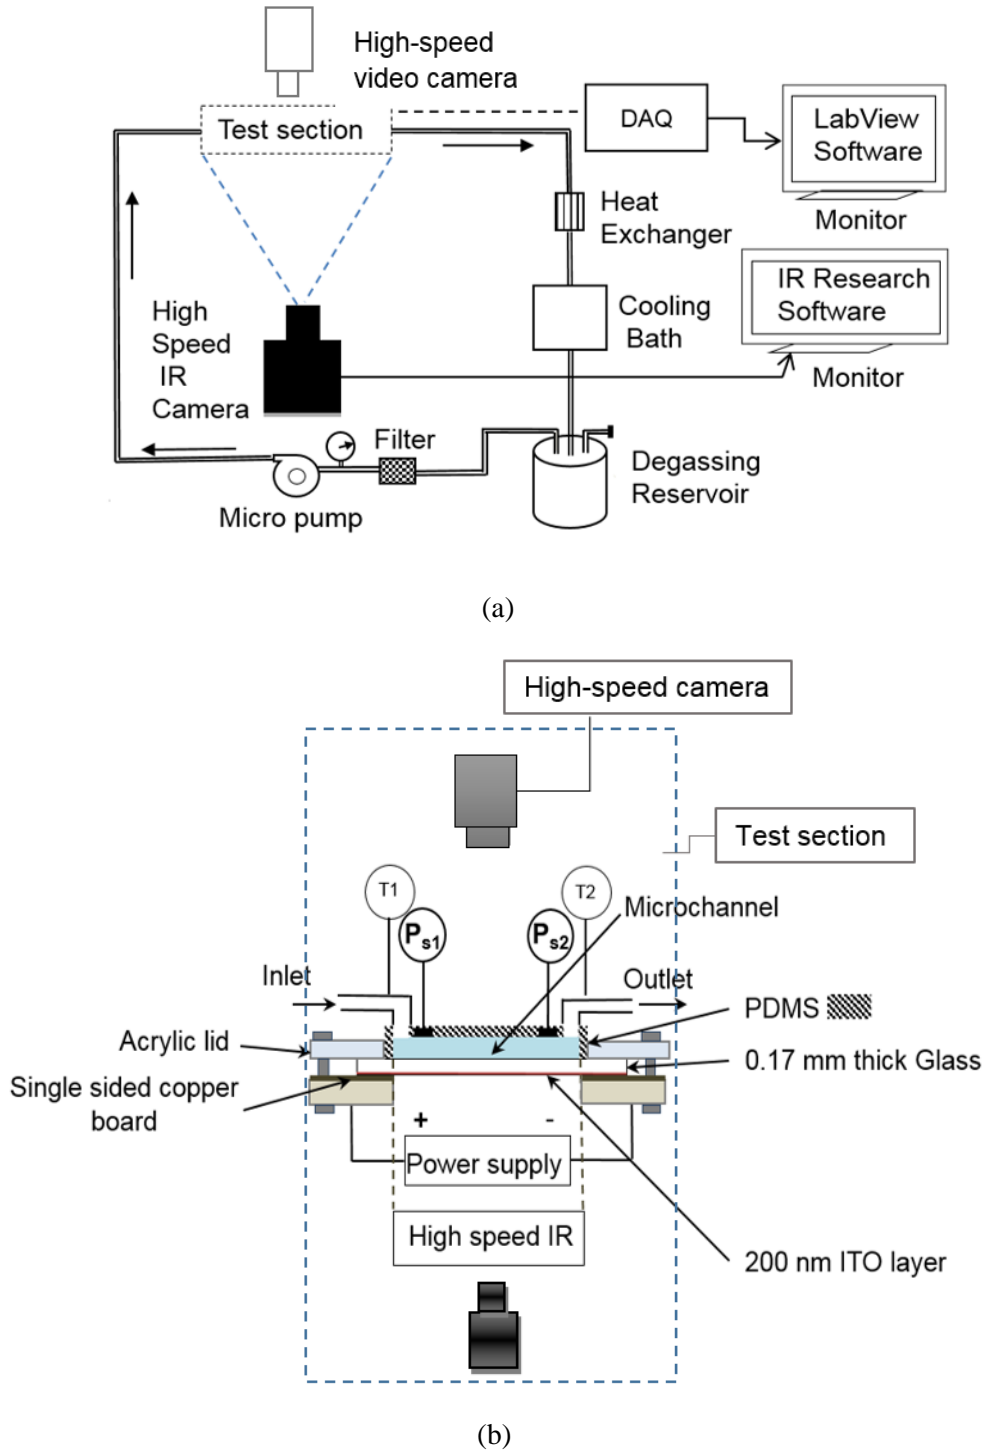 High-speed
video camera
Test section
DAQ
LabView
Software
Monitor
Heat
Exchanger
IR Research
Software
Monitor
High
Speed
IR
Camera
Cooling
Bath
Filter
Degassing
Reservoir
Micro pump
(a)
High-speed camera
Test section
T1
T2
Microchannel
Ps1
Ps2
Inlet
Outlet
PDMS
Acrylic lid
0.17 mm thick Glass
Single sided copper
board
+ -
Power supply
High speed IR
200 nm ITO layer
(b)